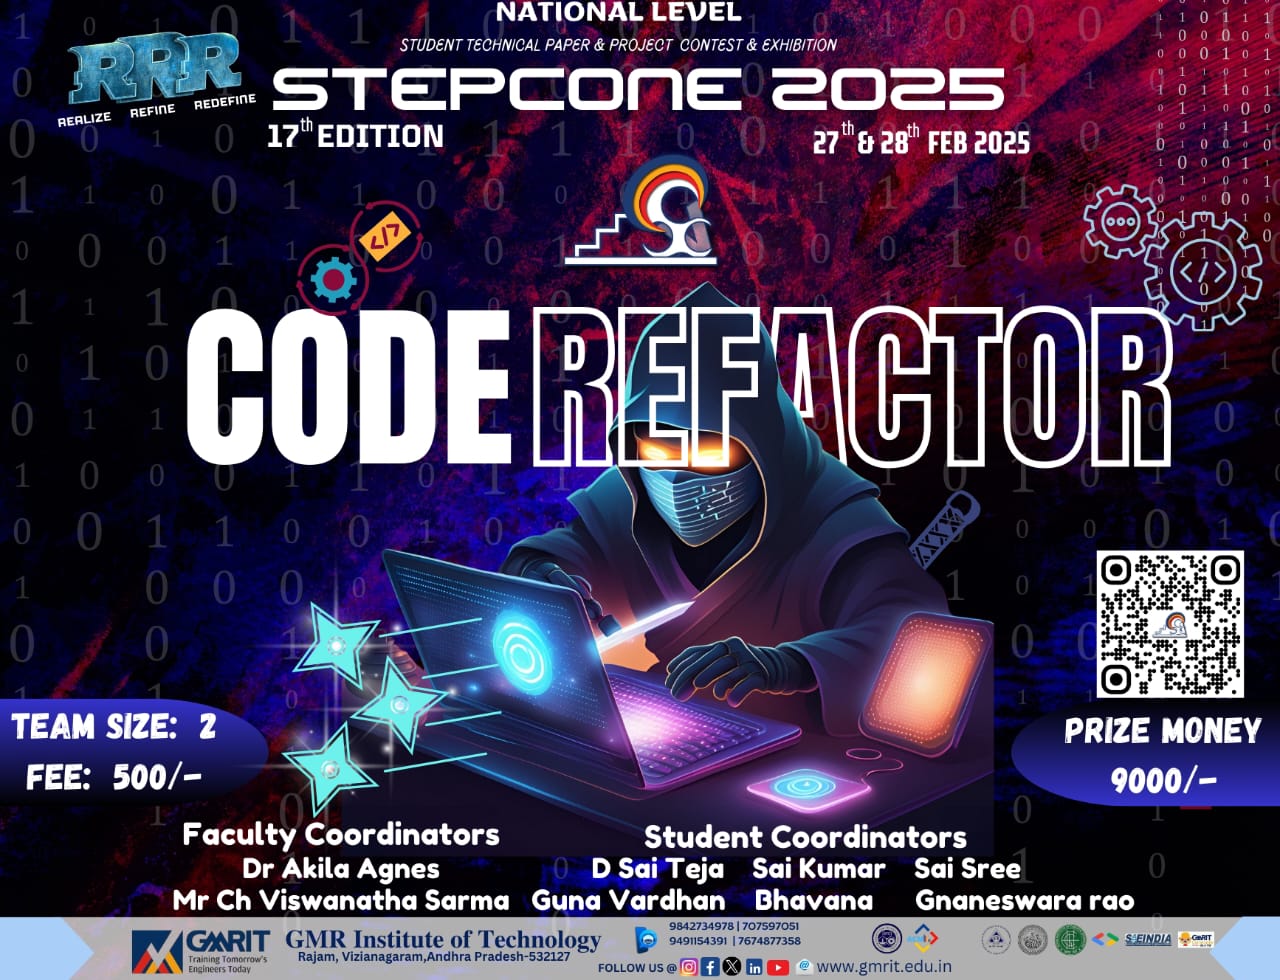 NATIONAL LEVEL
STUDENT TECHNICAL PAPER & PROJECT CONTEST & EXHIBITION
RRR
REALIZE REFINE REDEFINE
STEPCONE 2025
17th EDITION
27th & 28th FEB 2025
</>
</>
CODE REFACTOR
TEAM SIZE: 2
FEE: 500/-
PRIZE MONEY
9000/-
Faculty Coordinators
Dr Akila Agnes
Mr Ch Viswanatha Sarma
Student Coordinators
D Sai Teja Sai Kumar Sai Sree
Guna Vardhan Bhavana Gnaneswara rao
GMRIT
Training Tomorrow's
Engineers Today
GMR Institute of Technology
Rajam, Vizianagaram,Andhra Pradesh-532127
9842734978 | 707597051
9491154391 | 7674877358
FOLLOW US @
www.gmrit.edu.in
SAEINDIA
GMRIT